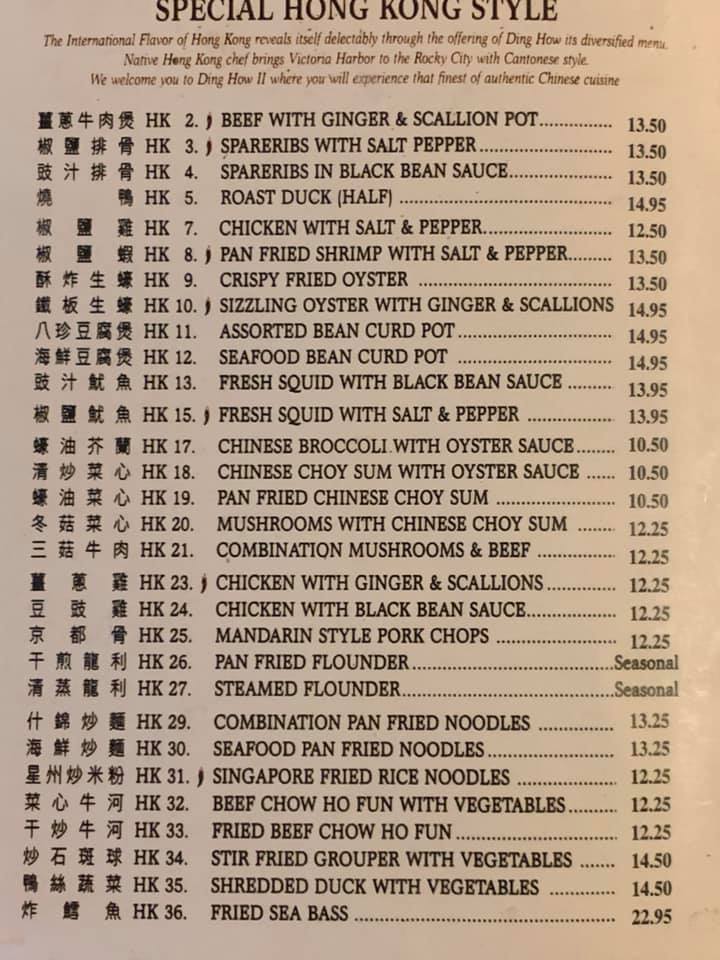 SPECIAL HONG KONG STYLE
The International Flavor of Hong Kong reveals itself delectably through the offering of Ding How its diversified menu.
Native Hong Kong chef brings Victoria Harbor to the Rocky City with Cantonese style.
We welcome you to Ding How II where you will experience that finest of authentic Chinese cuisine
薑蔥牛肉煲 HK 2. BEEF WITH GINGER & SCALLION POT 13.50
椒鹽排骨 HK 3. SPARERIBS WITH SALT PEPPER 13.50
豉汁排骨 HK 4. SPARERIBS IN BLACK BEAN SAUCE 13.50
燒鴨 HK 5. ROAST DUCK (HALF) 14.95
椒鹽雞 HK 7. CHICKEN WITH SALT & PEPPER 12.50
椒鹽蝦 HK 8. PAN FRIED SHRIMP WITH SALT & PEPPER 13.50
酥炸生蠔 HK 9. CRISPY FRIED OYSTER 13.50
鐵板生蠔 HK 10. SIZZLING OYSTER WITH GINGER & SCALLIONS 14.95
八珍豆腐煲 HK 11. ASSORTED BEAN CURD POT 14.95
海鮮豆腐煲 HK 12. SEAFOOD BEAN CURD POT 14.95
豉汁魷魚 HK 13. FRESH SQUID WITH BLACK BEAN SAUCE 13.95
椒鹽魷魚 HK 15. FRESH SQUID WITH SALT & PEPPER 13.95
蠔油芥蘭 HK 17. CHINESE BROCCOLI WITH OYSTER SAUCE 10.50
清炒菜心 HK 18. CHINESE CHOY SUM WITH OYSTER SAUCE 10.50
蠔油菜心 HK 19. PAN FRIED CHINESE CHOY SUM 10.50
冬菇菜心 HK 20. MUSHROOMS WITH CHINESE CHOY SUM 12.25
三菇牛肉 HK 21. COMBINATION MUSHROOMS & BEEF 12.25
薑蔥雞 HK 23. CHICKEN WITH GINGER & SCALLIONS 12.25
豆豉雞 HK 24. CHICKEN WITH BLACK BEAN SAUCE 12.25
京都骨 HK 25. MANDARIN STYLE PORK CHOPS 12.25
干煎龍利 HK 26. PAN FRIED FLOUNDER Seasonal
清蒸龍利 HK 27. STEAMED FLOUNDER Seasonal
什錦炒麵 HK 29. COMBINATION PAN FRIED NOODLES 13.25
海鮮炒麵 HK 30. SEAFOOD PAN FRIED NOODLES 13.25
星州炒米粉 HK 31. SINGAPORE FRIED RICE NOODLES 12.25
菜心牛河 HK 32. BEEF CHOW HO FUN WITH VEGETABLES 12.25
干炒牛河 HK 33. FRIED BEEF CHOW HO FUN 12.25
炒石斑球 HK 34. STIR FRIED GROUPER WITH VEGETABLES 14.50
鴨絲蔬菜 HK 35. SHREDDED DUCK WITH VEGETABLES 14.50
炸鱈魚 HK 36. FRIED SEA BASS 22.95